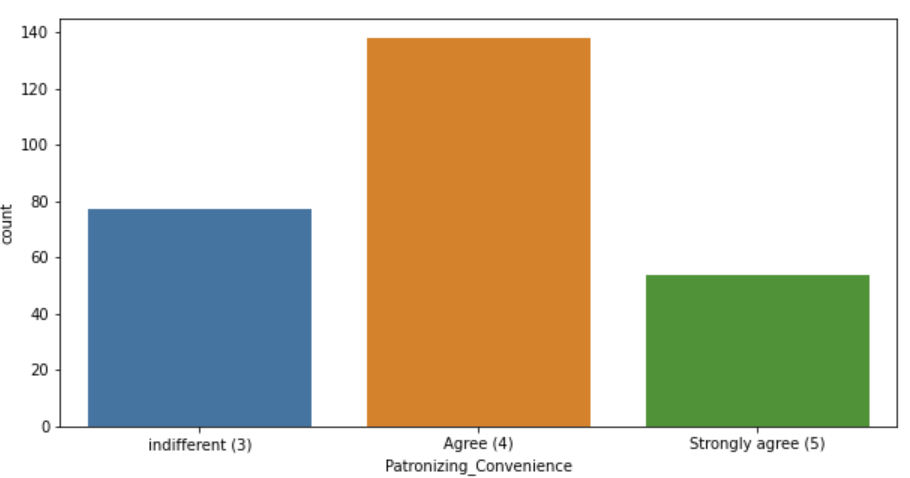 140
120
100
80
60
40
20
0
count
indifferent (3) Agree (4) Strongly agree (5)
Patronizing_Convenience